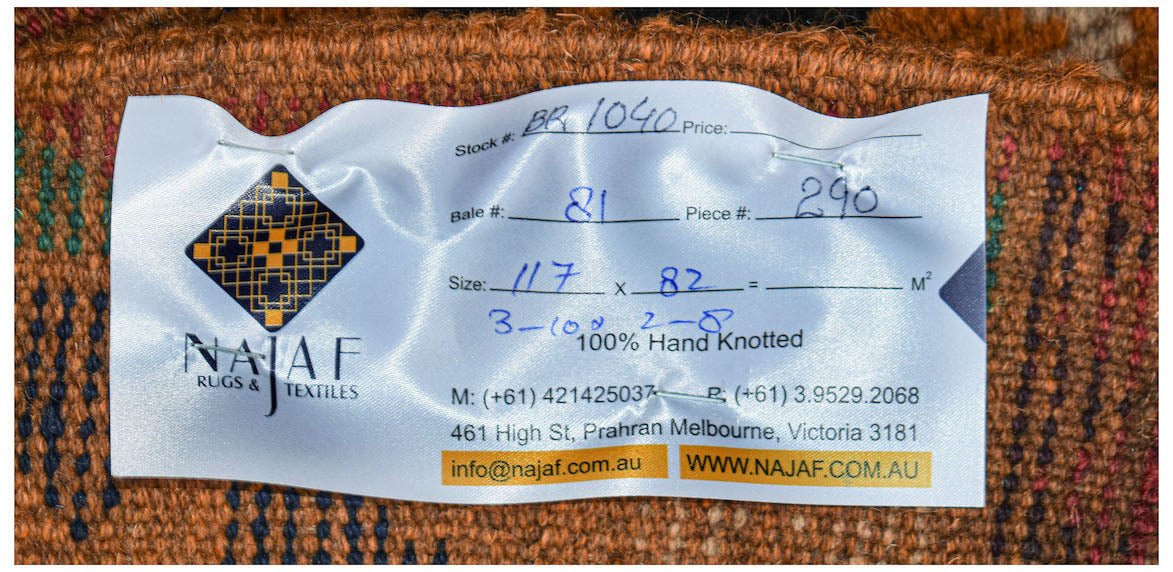 Stock #: BR 1040 Price:
Bale #: 81 Piece #: 290
Size: 117 x 82 = M²
3-10 2-8
100% Hand Knotted
NAJAF
RUGS & TEXTILES
M: (+61) 421425037 P: (+61) 3.9529.2068
461 High St, Prahran Melbourne, Victoria 3181
info@najaf.com.au WWW.NAJAF.COM.AU